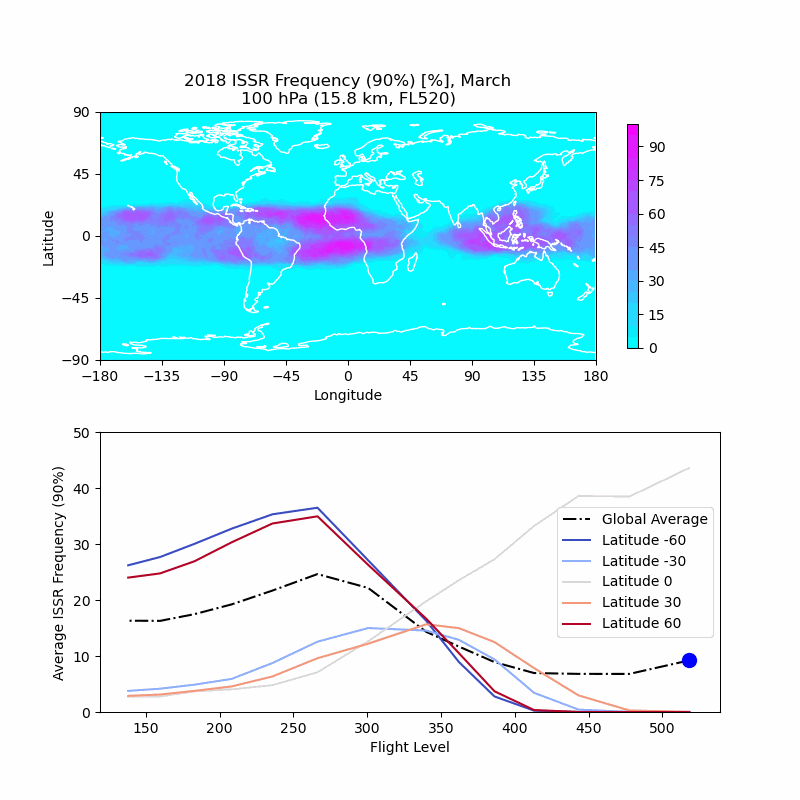 2018 ISSR Frequency (90%) [%], March
100 hPa (15.8 km, FL520)
90
45
0
−45
−90
Latitude
−180 −135 −90 −45 0 45 90 135 180
Longitude
90
75
60
45
30
15
0
50
40
30
20
10
0
Average ISSR Frequency (90%)
Global Average
Latitude -60
Latitude -30
Latitude 0
Latitude 30
Latitude 60
150 200 250 300 350 400 450 500
Flight Level